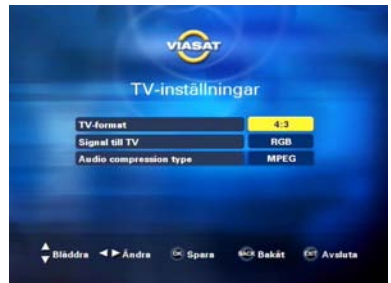 VIASAT
TV-inställningar
TV-format 4:3
Signal till TV RGB
Audio compression type MPEG
Bläddra Ändra OK Spara BACK Bakåt EXIT Avsluta